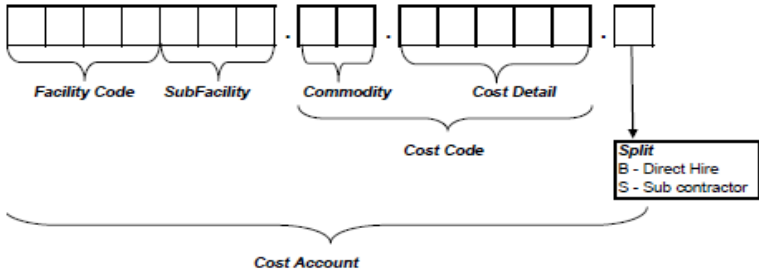 Facility Code SubFacility Commodity Cost Detail
Cost Code
Split
B - Direct Hire
S - Sub contractor
Cost Account